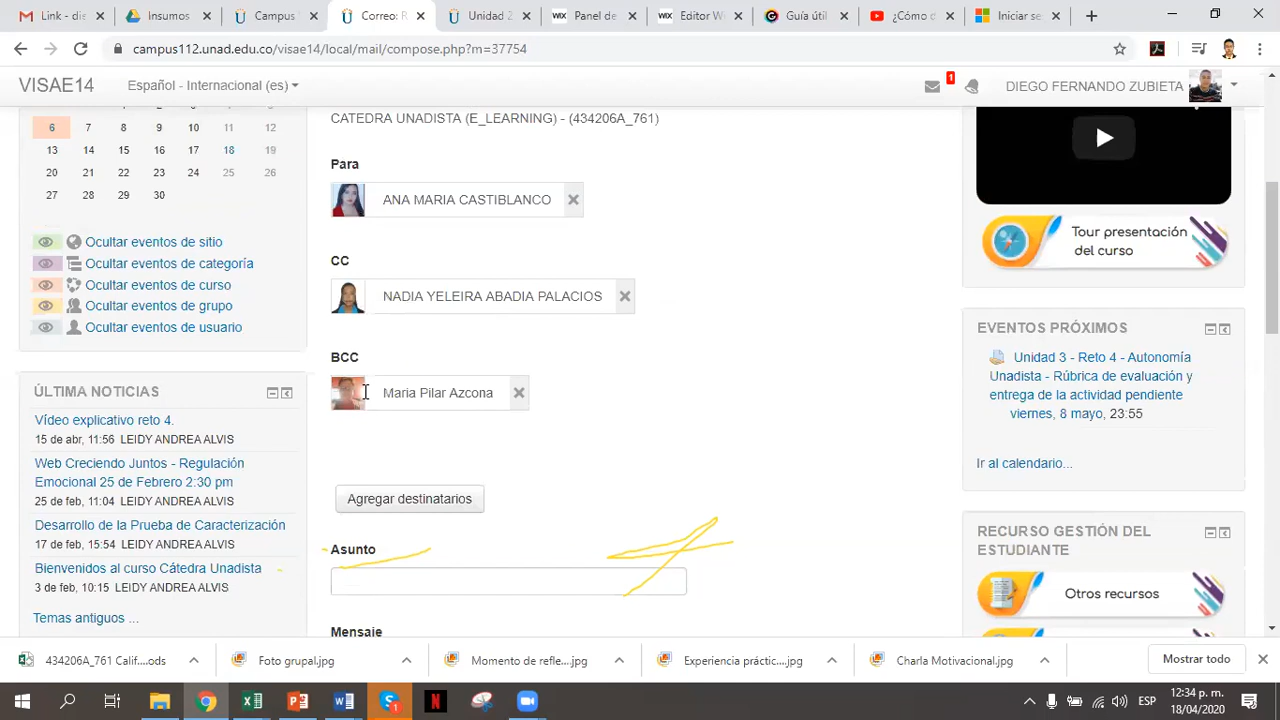 Link - d
Insumos
Campus
Correo: R
Unidad
Panel de
Editor W
Guía útil
¿Cómo d
Iniciar se
campus112.unad.edu.co/visae14/local/mail/compose.php?m=37754
VISAE14
Español - Internacional (es)
1
DIEGO FERNANDO ZUBIETA
6 7 8 9 10 11 12
13 14 15 16 17 18 19
20 21 22 23 24 25 26
27 28 29 30
Ocultar eventos de sitio
Ocultar eventos de categoría
Ocultar eventos de curso
Ocultar eventos de grupo
Ocultar eventos de usuario
ÚLTIMA NOTICIAS
Vídeo explicativo reto 4.
15 de abr, 11:56 LEIDY ANDREA ALVIS
Web Creciendo Juntos - Regulación
Emocional 25 de Febrero 2:30 pm
25 de feb, 11:04 LEIDY ANDREA ALVIS
Desarrollo de la Prueba de Caracterización
17 de feb, 15:54 LEIDY ANDREA ALVIS
Bienvenidos al curso Cátedra Unadista
3 de feb, 10:15 LEIDY ANDREA ALVIS
Temas antiguos ...
CATEDRA UNADISTA (E_LEARNING) - (434206A_761)
Para
ANA MARIA CASTIBLANCO
CC
NADIA YELEIRA ABADIA PALACIOS
BCC
Maria Pilar Azcona
Agregar destinatarios
Asunto
Mensaje
Tour presentación
del curso
EVENTOS PRÓXIMOS
Unidad 3 - Reto 4 - Autonomía
Unadista - Rúbrica de evaluación y
entrega de la actividad pendiente
viernes, 8 mayo, 23:55
Ir al calendario...
RECURSO GESTIÓN DEL
ESTUDIANTE
Otros recursos
434206A_761 Calif....ods
Foto grupal.jpg
Momento de refle....jpg
Experiencia práctic....jpg
Charla Motivacional.jpg
Mostrar todo
ESP
12:34 p. m.
18/04/2020